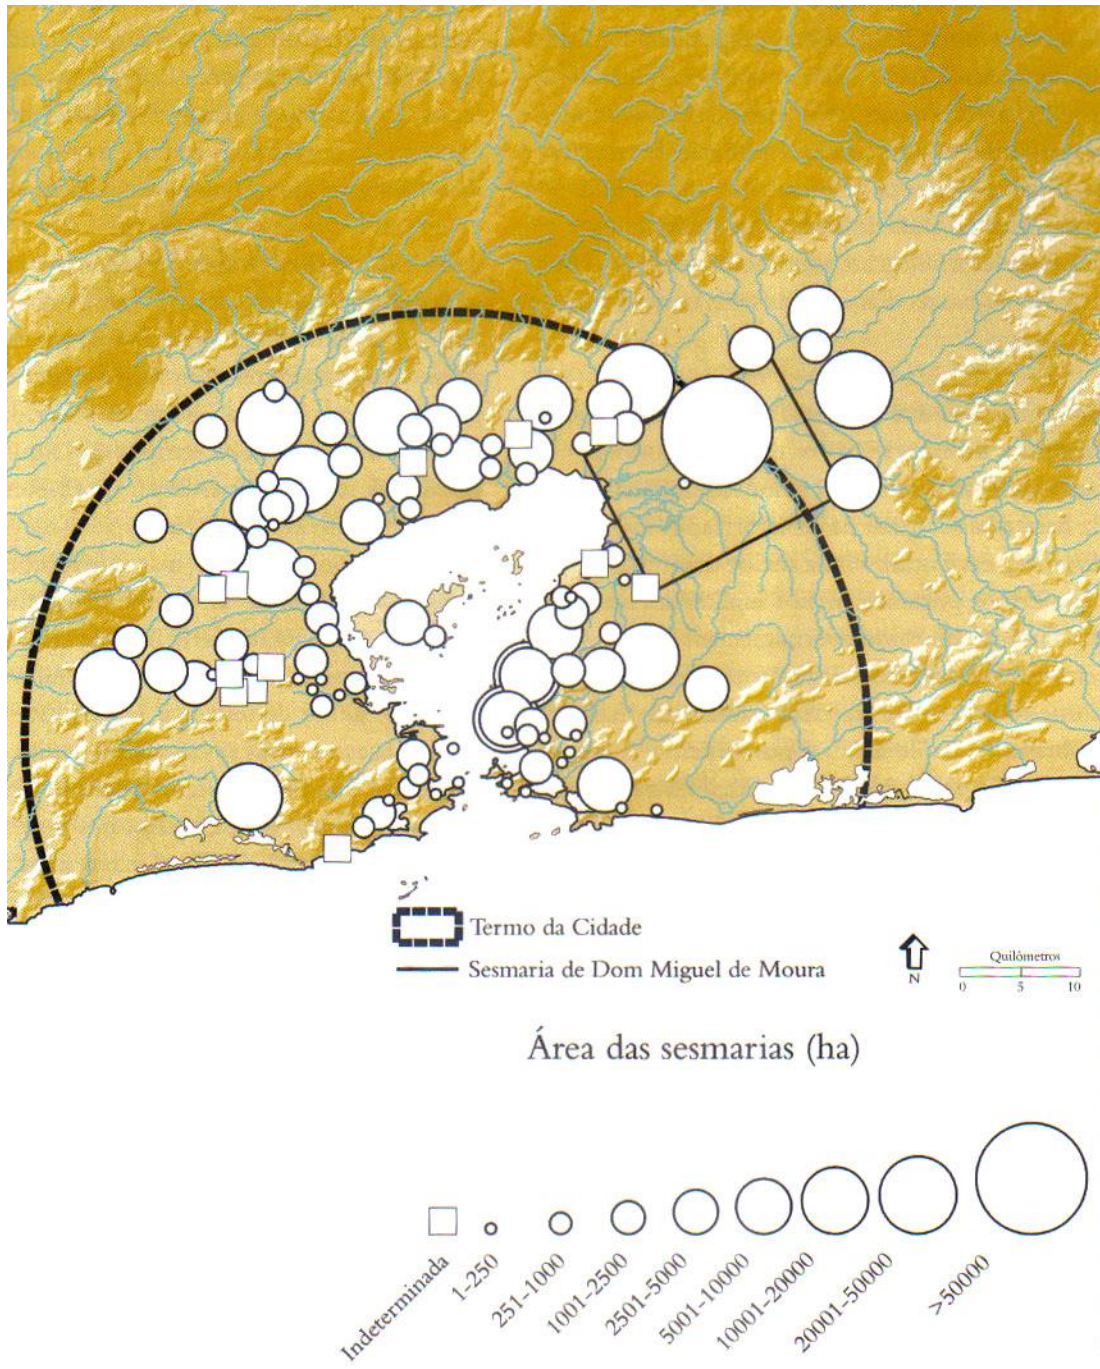 Termo da Cidade
Sesmaria de Dom Miguel de Moura
N
Quilômetros
0 5 10
Área das sesmarias (ha)
Indeterminada
1-250
251-1000
1001-2500
2501-5000
5001-10000
10001-20000
20001-50000
>50000